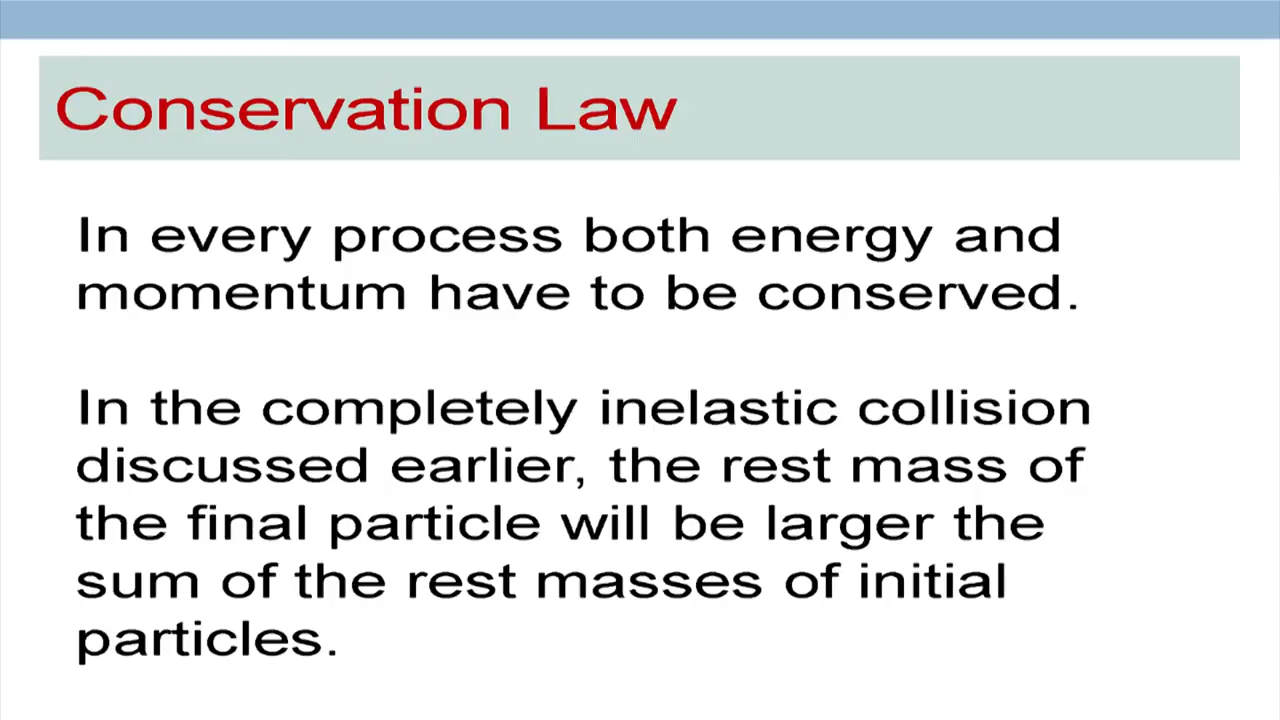 Conservation Law
In every process both energy and
momentum have to be conserved.
In the completely inelastic collision
discussed earlier, the rest mass of
the final particle will be larger the
sum of the rest masses of initial
particles.